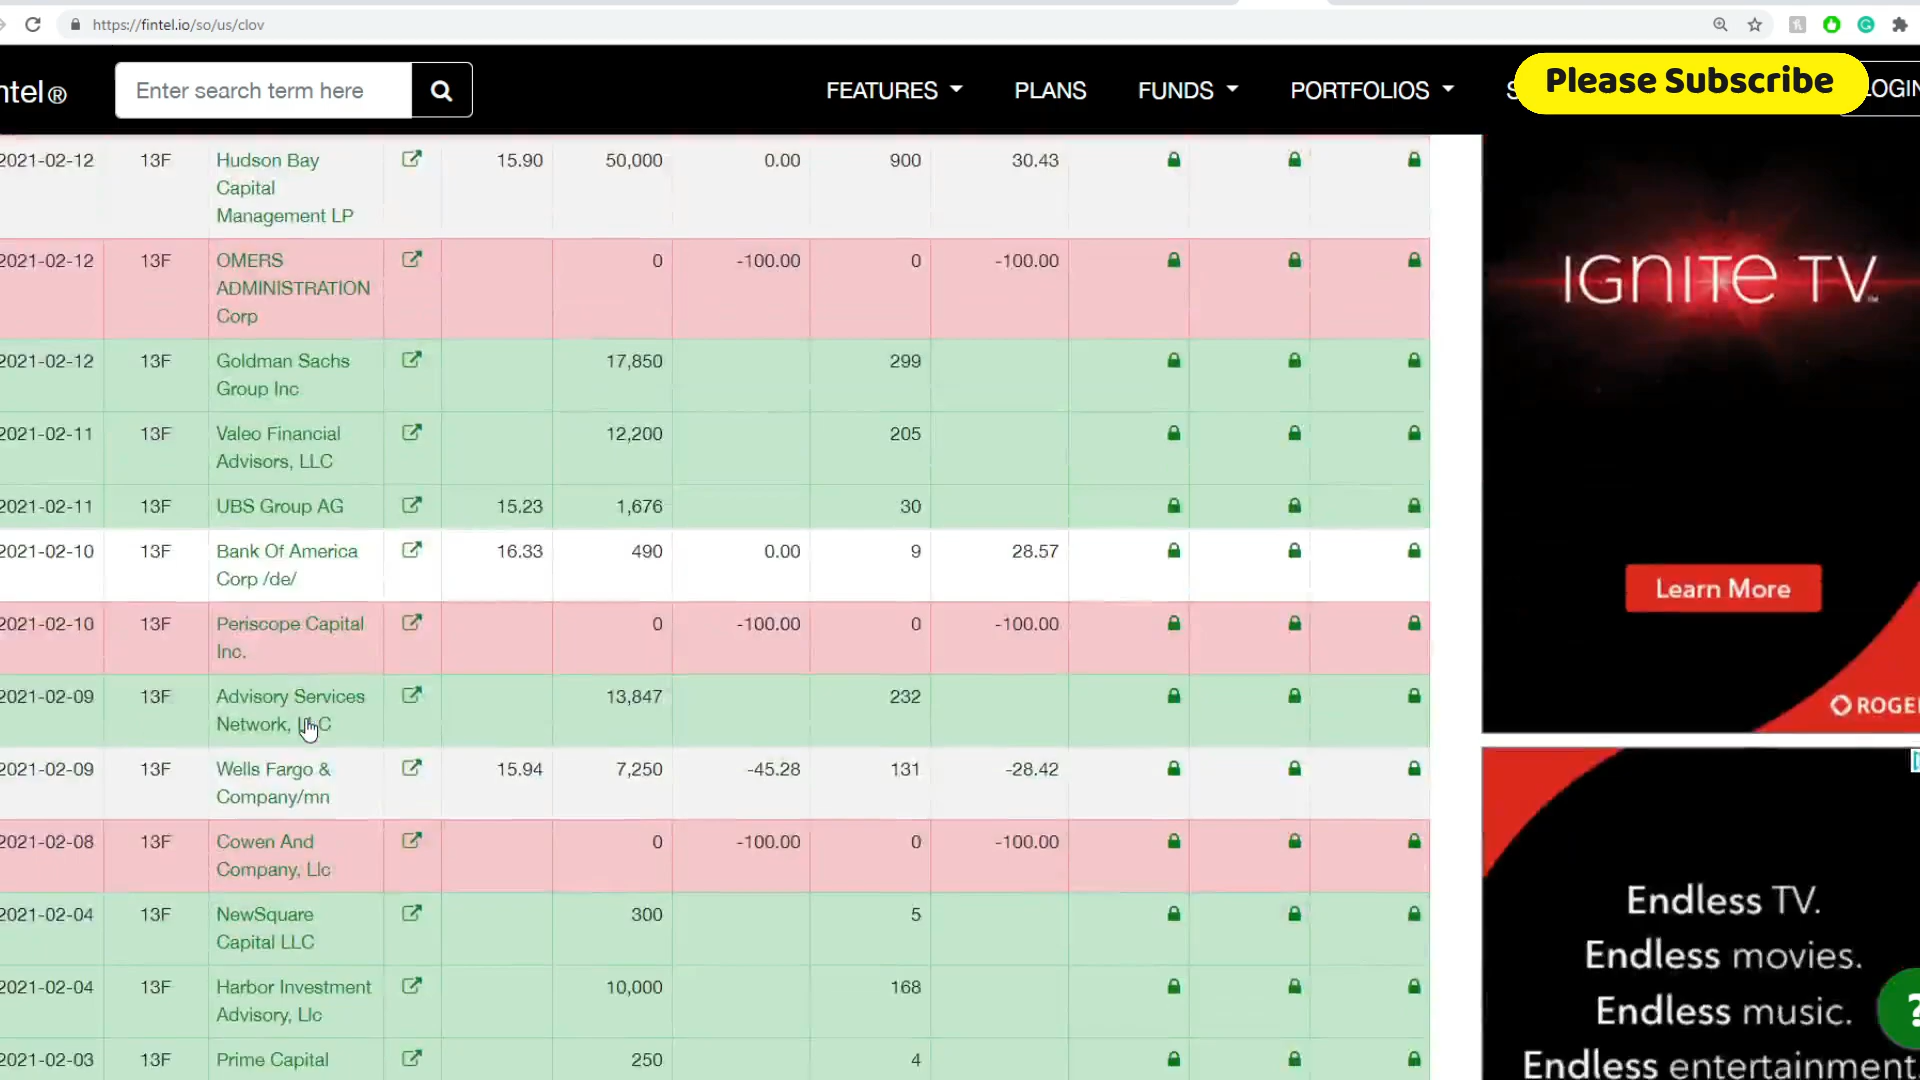 https://fintel.io/so/us/clov
ntel®
Enter search term here
FEATURES
PLANS
FUNDS
PORTFOLIOS
S
Please Subscribe
LOGIN
2021-02-12 13F Hudson Bay 15.90 50,000 0.00 900 30.43
Capital
Management LP
2021-02-12 13F OMERS 0 -100.00 0 -100.00
ADMINISTRATION
Corp
2021-02-12 13F Goldman Sachs 17,850 299
Group Inc
2021-02-11 13F Valeo Financial 12,200 205
Advisors, LLC
2021-02-11 13F UBS Group AG 15.23 1,676 30
2021-02-10 13F Bank Of America 16.33 490 0.00 9 28.57
Corp /de/
2021-02-10 13F Periscope Capital 0 -100.00 0 -100.00
Inc.
2021-02-09 13F Advisory Services 13,847 232
Network, LLC
2021-02-09 13F Wells Fargo & 15.94 7,250 -45.28 131 -28.42
Company/mn
2021-02-08 13F Cowen And 0 -100.00 0 -100.00
Company, Llc
2021-02-04 13F NewSquare 300 5
Capital LLC
2021-02-04 13F Harbor Investment 10,000 168
Advisory, Llc
2021-02-03 13F Prime Capital 250 4
IGNITE TV
Learn More
ROGE
Endless TV.
Endless movies.
Endless music.
Endless entertainment.
?